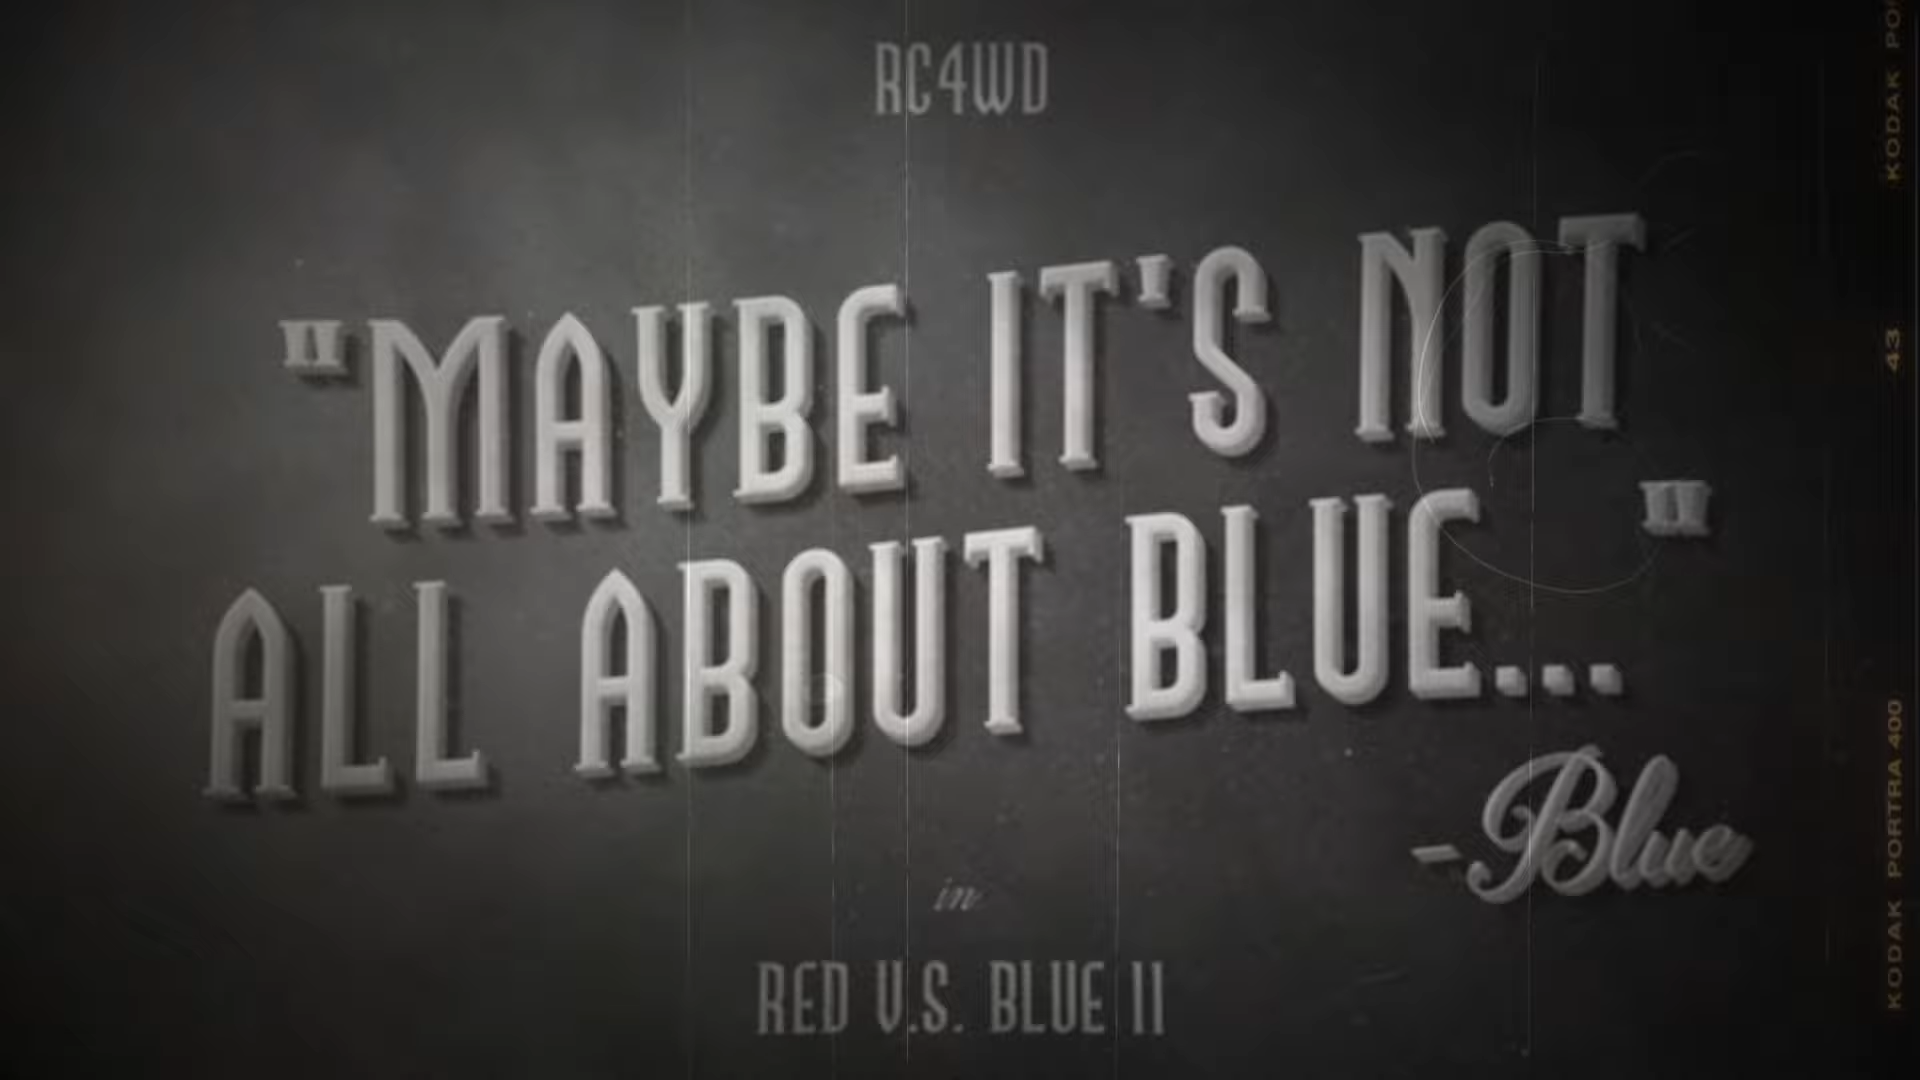 RC4WD
"MAYBE IT'S NOT
ALL ABOUT BLUE..."
-Blue
in
RED V.S. BLUE II
KODAK PO
43
KODAK PORTRA 400